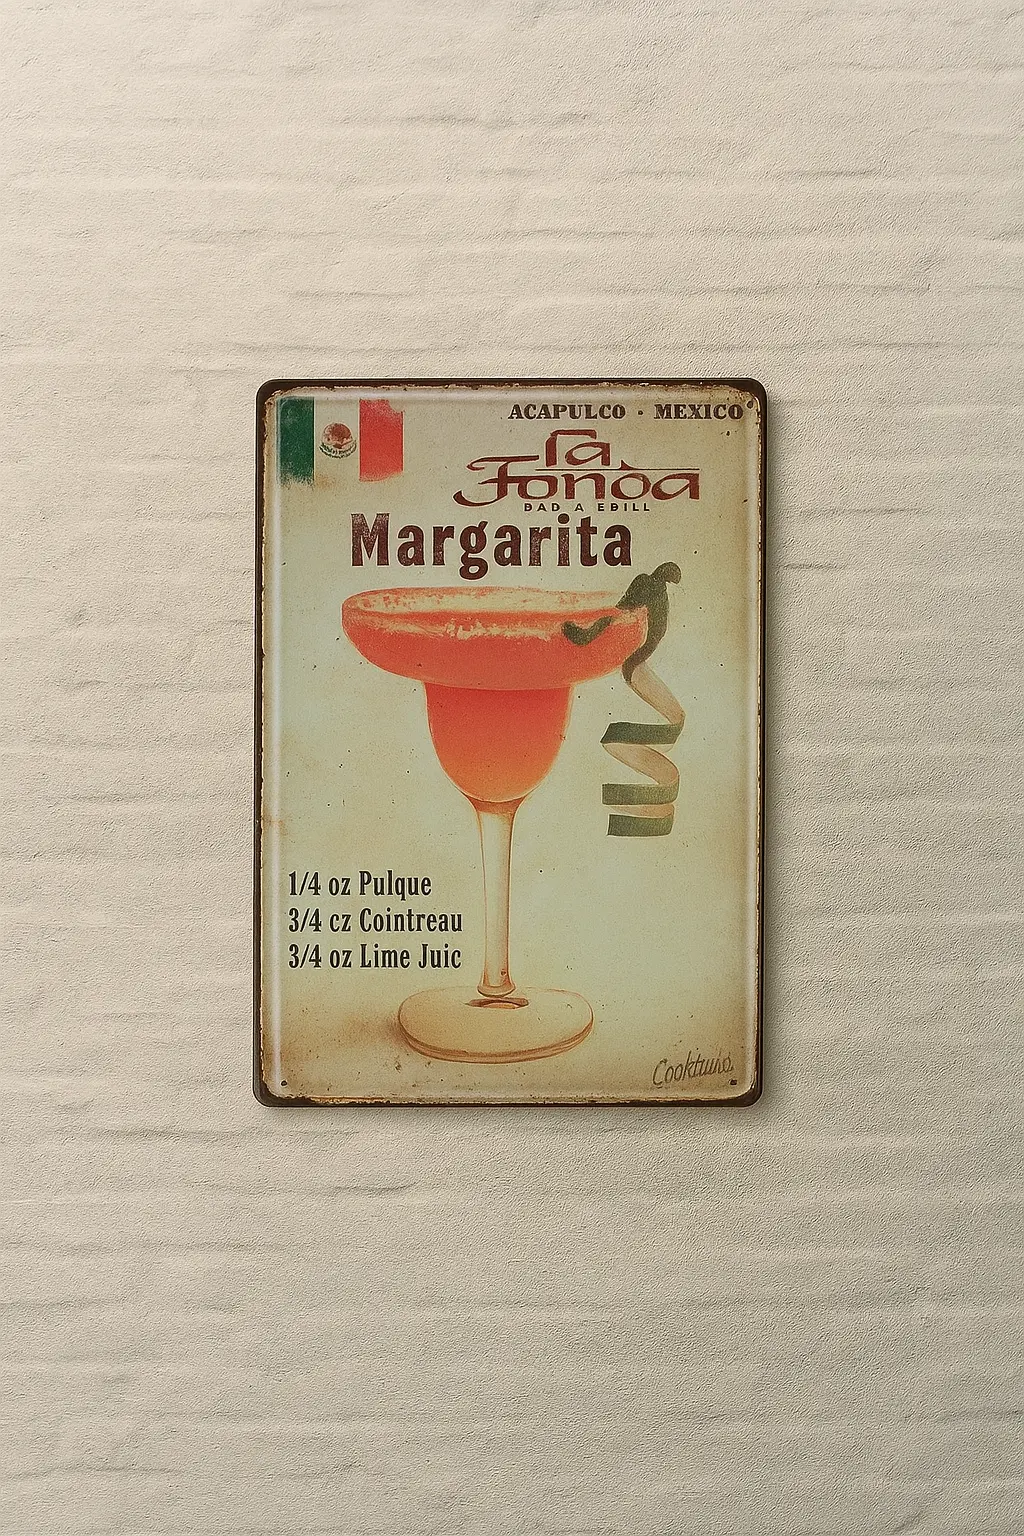 ACAPULCO · MEXICO
La
Fonda
BAD A EBILL
Margarita
1/4 oz Pulque
3/4 cz Cointreau
3/4 oz Lime Juic